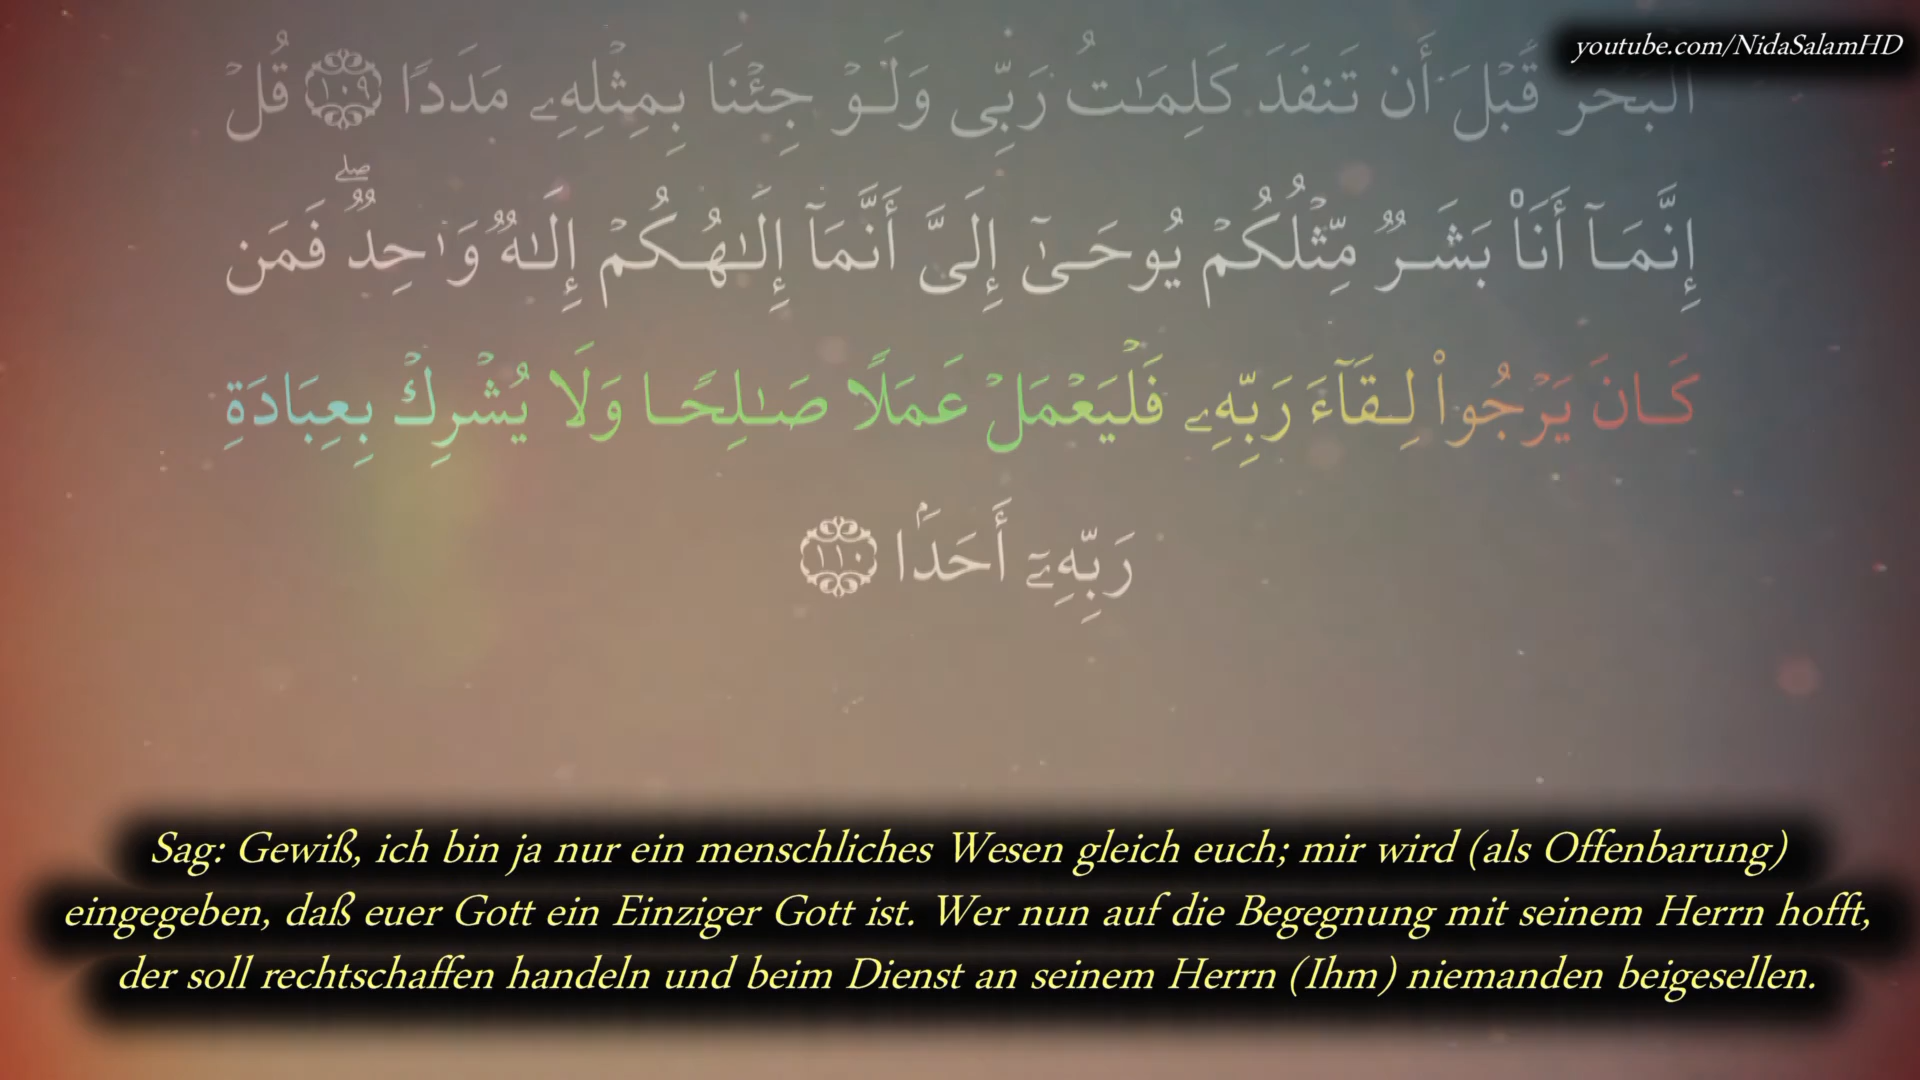 youtube.com/NidaSalamHD
ٱلۡبَحۡرُ قَبۡلَ أَن تَنفَدَ كَلِمَـٰتُ رَبِّى وَلَوۡ جِئۡنَا بِمِثۡلِهِۦ مَدَدًا ١٠٩ قُلۡ
إِنَّمَآ أَنَا۠ بَشَرٌ مِّثۡلُكُمۡ يُوحَىٰٓ إِلَىَّ أَنَّمَآ إِلَـٰهُكُمۡ إِلَـٰهٌ وَٰحِدٌ ۖ فَمَن
كَانَ يَرۡجُوا۟ لِقَآءَ رَبِّهِۦ فَلۡيَعۡمَلۡ عَمَلًا صَـٰلِحًا وَلَا يُشۡرِكۡ بِعِبَادَةِ
رَبِّهِۦٓ أَحَدًۢا ١١٠
Sag: Gewiß, ich bin ja nur ein menschliches Wesen gleich euch; mir wird (als Offenbarung)
eingegeben, daß euer Gott ein Einziger Gott ist. Wer nun auf die Begegnung mit seinem Herrn hofft,
der soll rechtschaffen handeln und beim Dienst an seinem Herrn (Ihm) niemanden beigesellen.